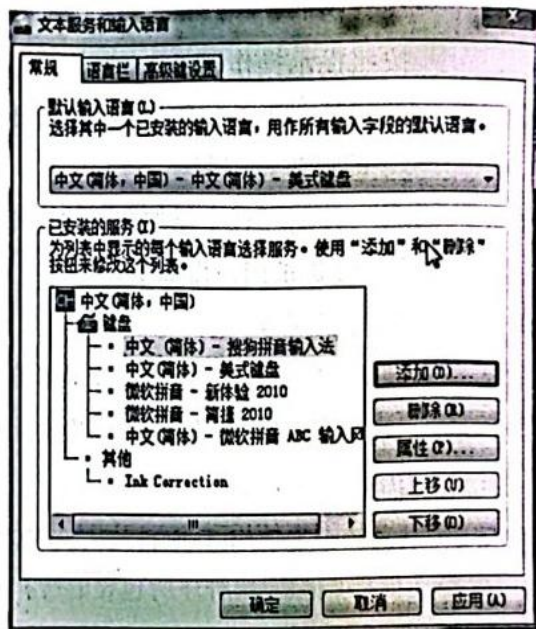 文本服务和输入语言
常规 语言栏 高级键设置
默认输入语言(L)
选择其中一个已安装的输入语言，用作所有输入字段的默认语言。
中文(简体，中国) - 中文(简体) - 美式键盘
已安装的服务(I)
为列表中显示的每个输入语言选择服务。使用“添加”和“删除”
按钮来修改这个列表。
CH 中文(简体，中国)
键盘
中文 (简体) - 搜狗拼音输入法
中文(简体) - 美式键盘
微软拼音 - 新体验 2010
微软拼音 - 简捷 2010
中文(简体) - 微软拼音 ABC 输入风
其他
Ink Correction
添加(D)...
删除(R)
属性(P)...
上移(U)
下移(O)
确定 取消 应用(A)